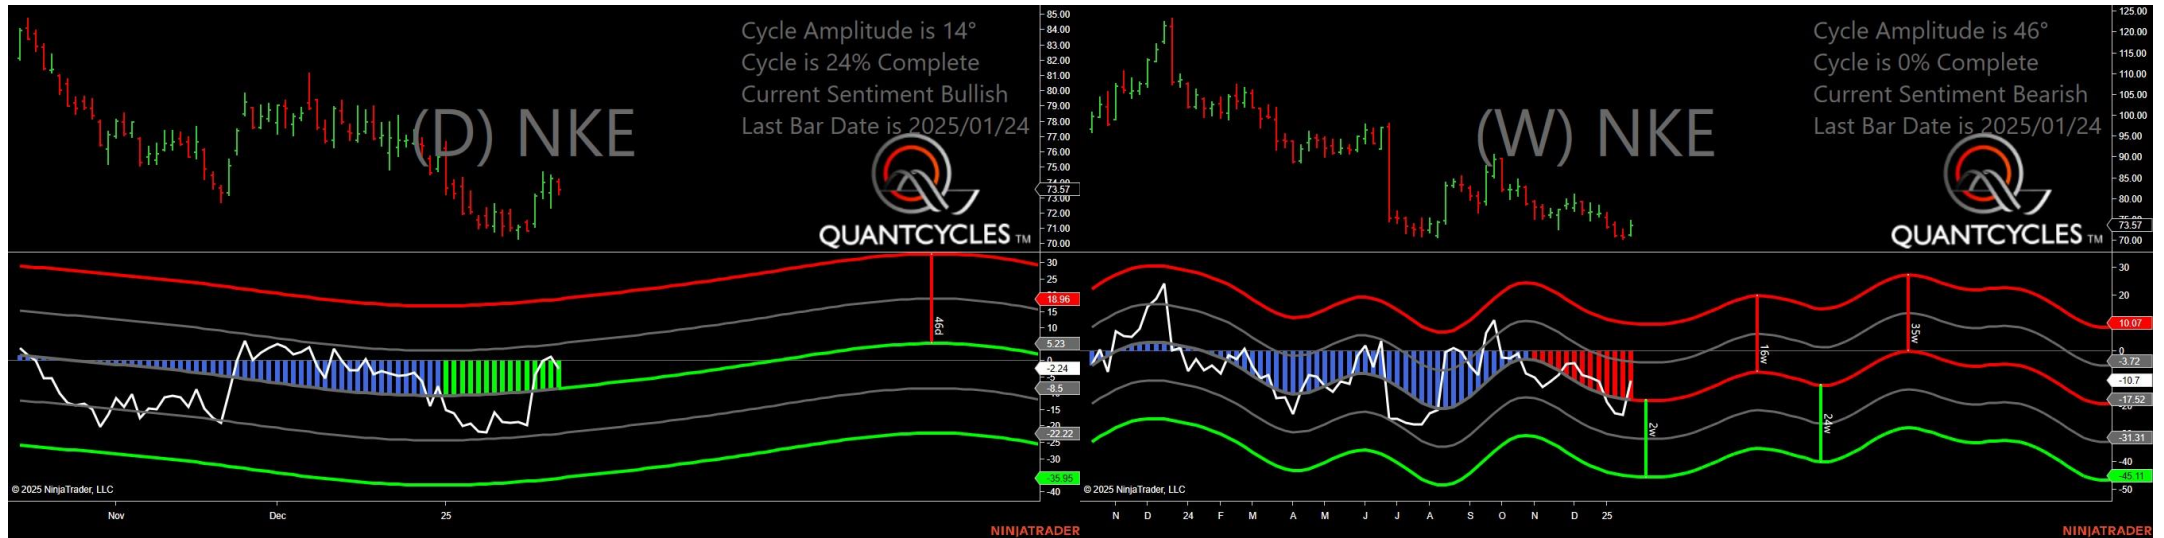 Cycle Amplitude is 14°
Cycle is 24% Complete
Current Sentiment Bullish
Last Bar Date is 2025/01/24
(D) NKE
QUANTCYCLES TM
85.00
84.00
83.00
82.00
81.00
80.00
79.00
78.00
77.00
76.00
75.00
73.57
73.00
72.00
71.00
70.00
30
25
18.96
15
10
5.23
-2.24
-5
-8.5
-15
-22.22
-25
-30
-35.95
-40
46d
© 2025 NinjaTrader, LLC
Nov Dec 25
NINJATRADER
Cycle Amplitude is 46°
Cycle is 0% Complete
Current Sentiment Bearish
Last Bar Date is 2025/01/24
(W) NKE
QUANTCYCLES TM
125.00
120.00
115.00
110.00
105.00
100.00
95.00
90.00
85.00
80.00
73.57
70.00
30
20
10.07
0
-3.72
-10.7
-17.52
-31.31
-40
-45.11
-50
16w
35w
2w
24w
© 2025 NinjaTrader, LLC
N D 24 F M A M J J A S O N D 25
NINJATRADER